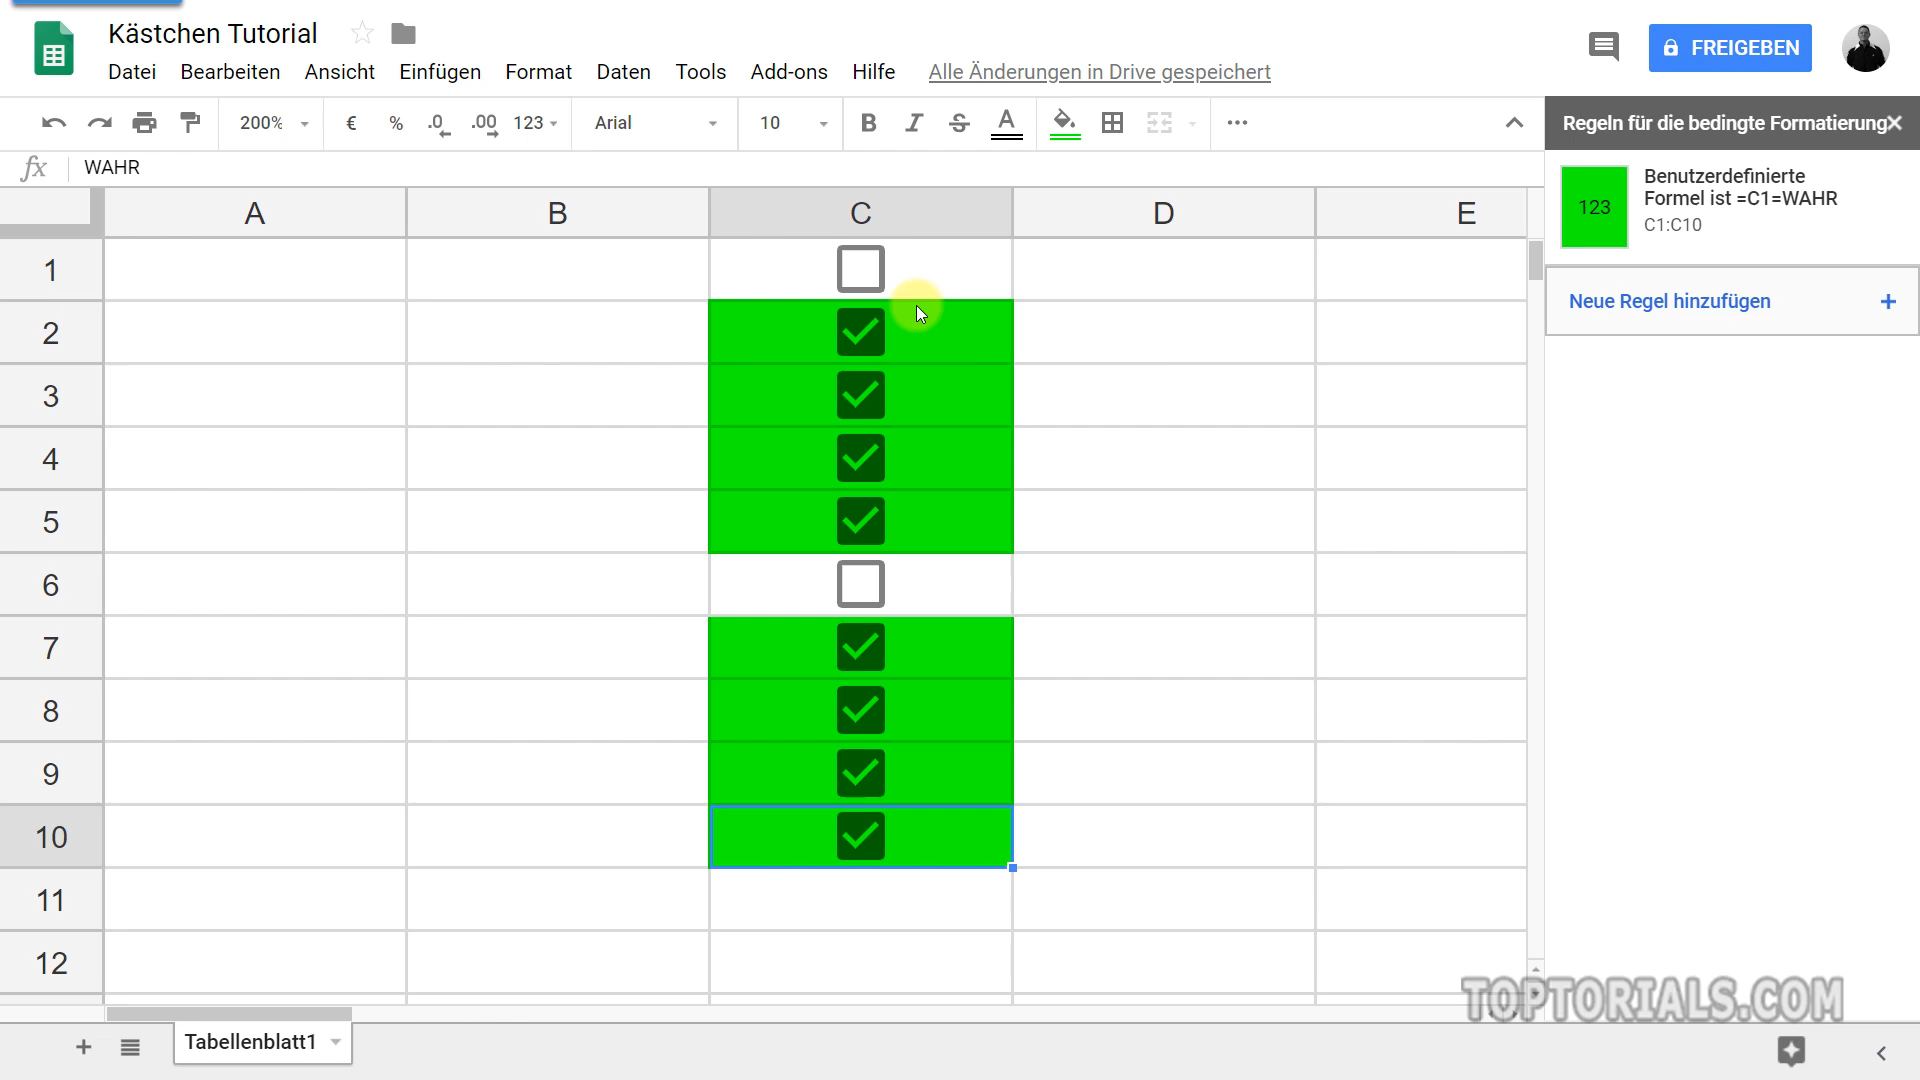 Kästchen Tutorial
Datei Bearbeiten Ansicht Einfügen Format Daten Tools Add-ons Hilfe Alle Änderungen in Drive gespeichert
FREIGEBEN
200% € % .0 .00 123 Arial 10 B I S A
Regeln für die bedingte Formatierung
fx WAHR
123
Benutzerdefinierte
Formel ist =C1=WAHR
C1:C10
Neue Regel hinzufügen +
A B C D E
1
2
3
4
5
6
7
8
9
10
11
12
TOPTORIALS.COM
Tabellenblatt1